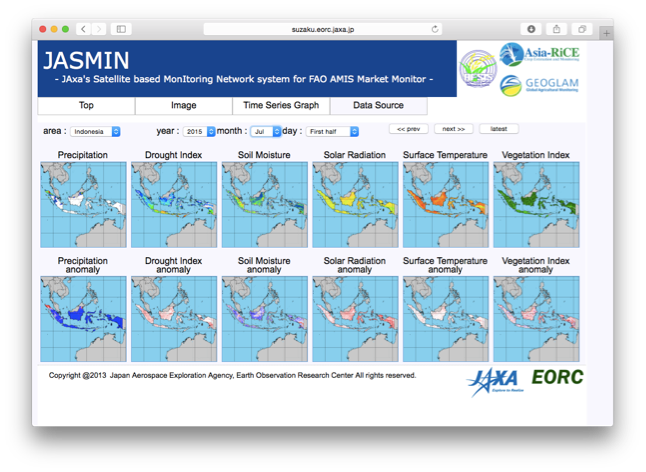 suzaku.eorc.jaxa.jp
JASMIN
- JAxa's Satellite based MonItoring Network system for FAO AMIS Market Monitor -
Asia-RiCE
GEOGLAM
Global Agricultural Monitoring
Top Image Time Series Graph Data Source
area : Indonesia year : 2015 month : Jul day : First half << prev next >> latest
Precipitation Drought Index Soil Moisture Solar Radiation Surface Temperature Vegetation Index
Precipitation anomaly Drought Index anomaly Soil Moisture anomaly Solar Radiation anomaly Surface Temperature anomaly Vegetation Index anomaly
Copyright @2013 Japan Aerospace Exploration Agency, Earth Observation Research Center All rights reserved.
JAXA EORC